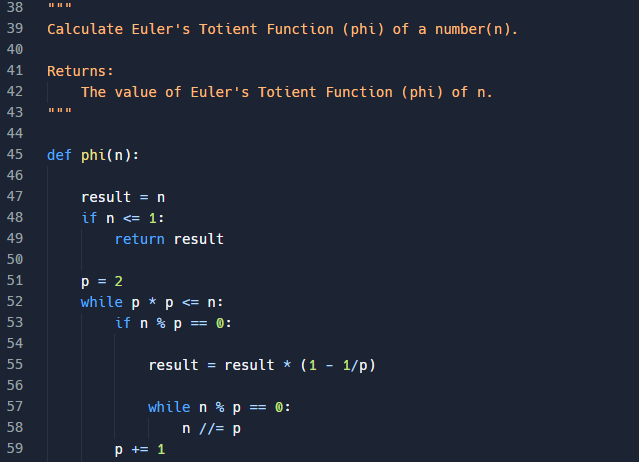 38 """
39 Calculate Euler's Totient Function (phi) of a number(n).
40
41 Returns:
42     The value of Euler's Totient Function (phi) of n.
43 """
44
45 def phi(n):
46
47     result = n
48     if n <= 1:
49         return result
50
51     p = 2
52     while p * p <= n:
53         if n % p == 0:
54
55             result = result * (1 - 1/p)
56
57             while n % p == 0:
58                 n //= p
59         p += 1